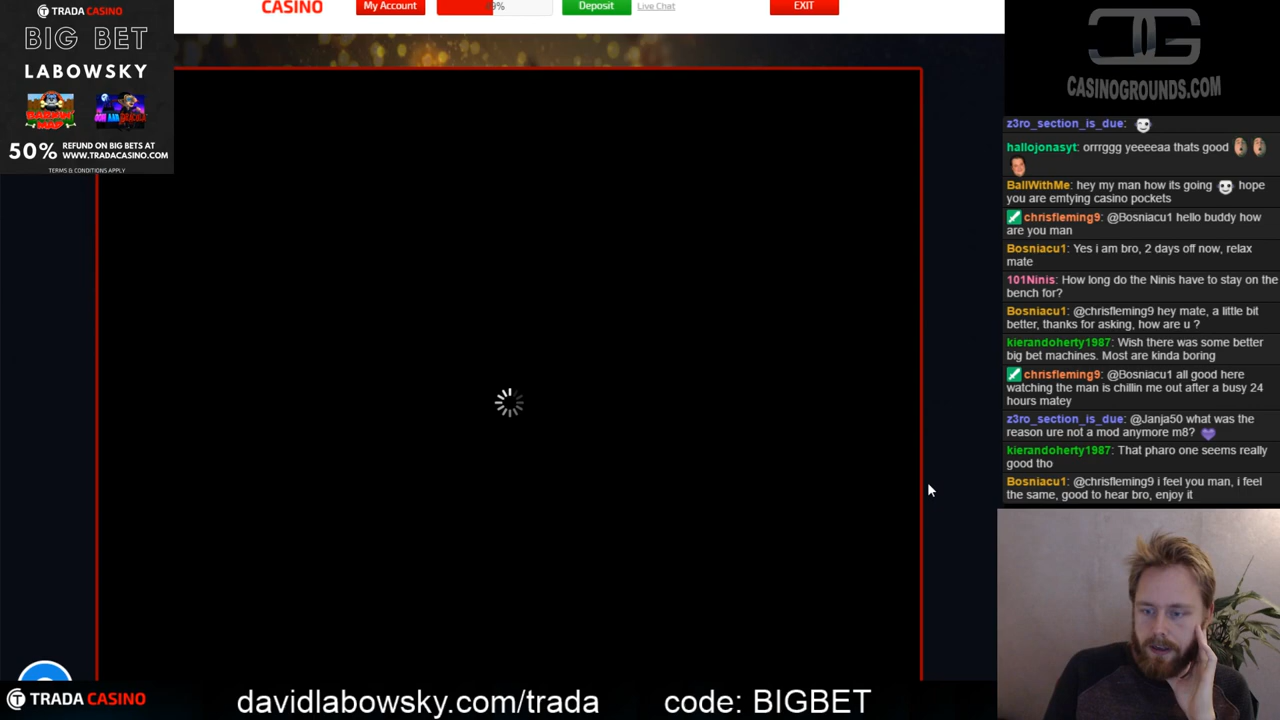 TRADA CASINO
BIG BET
LABOWSKY
50% REFUND ON BIG BETS AT
WWW.TRADACASINO.COM
TERMS & CONDITIONS APPLY
CASINO
My Account
Deposit
Live Chat
EXIT
CG
CASINOGROUNDS.COM
z3ro_section_is_due:
hallojonasyt: orrrggg yeeeeaa thats good
BallWithMe: hey my man how its going hope
you are emtying casino pockets
chrisfleming9: @Bosniacu1 hello buddy how
are you man
Bosniacu1: Yes i am bro, 2 days off now, relax
mate
101Ninis: How long do the Ninis have to stay on the
bench for?
Bosniacu1: @chrisfleming9 hey mate, a little bit
better, thanks for asking, how are u ?
kierandoherty1987: Wish there was some better
big bet machines. Most are kinda boring
chrisfleming9: @Bosniacu1 all good here
watching the man is chillin me out after a busy 24
hours matey
z3ro_section_is_due: @Janja50 what was the
reason ure not a mod anymore m8?
kierandoherty1987: That pharo one seems really
good tho
Bosniacu1: @chrisfleming9 i feel you man, i feel
the same, good to hear bro, enjoy it
TRADA CASINO
davidlabowsky.com/trada
code: BIGBET